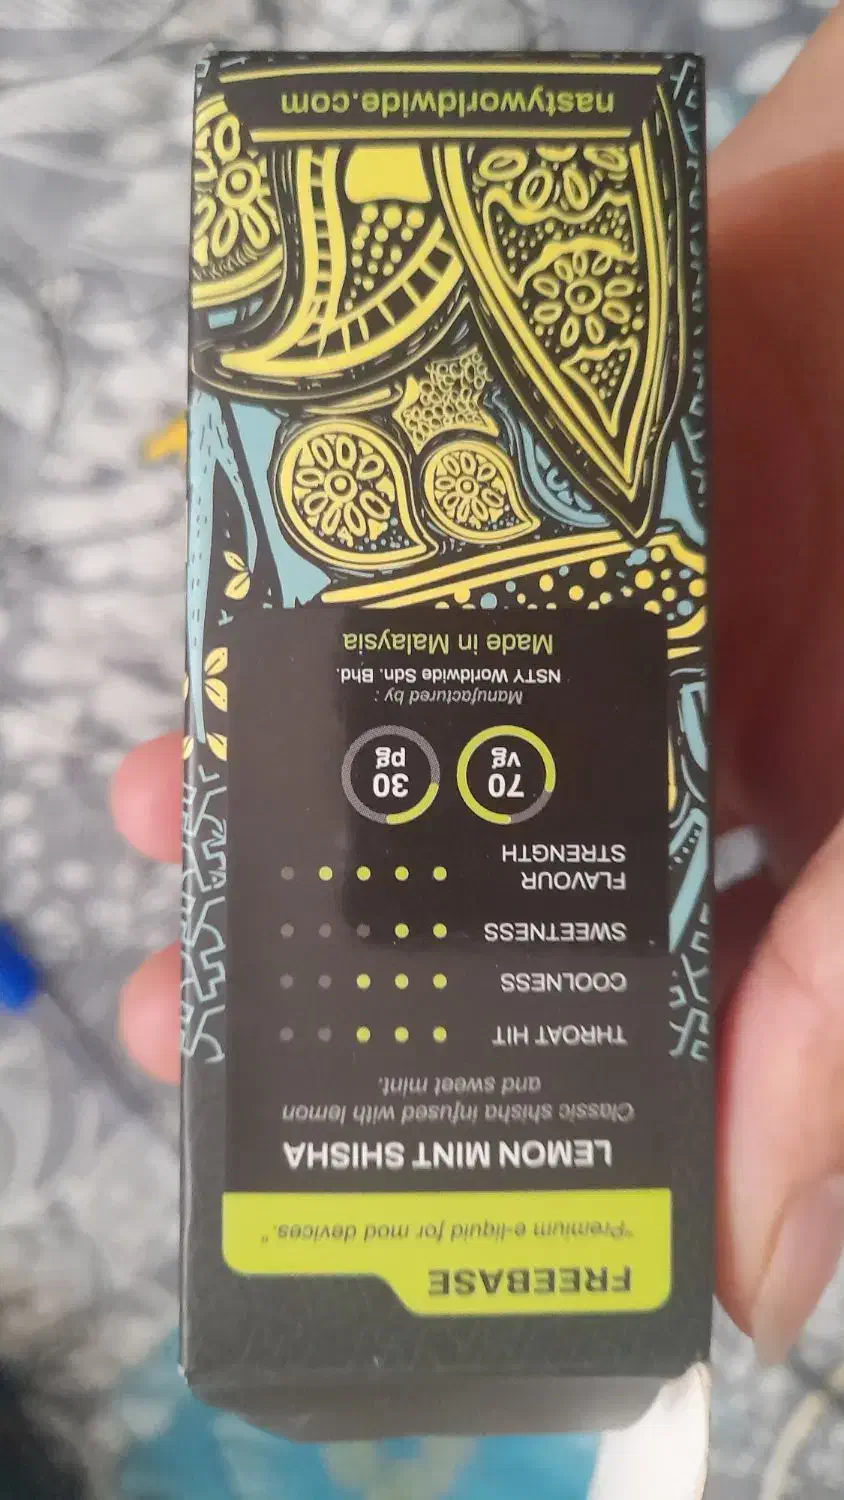 FREEBASE
"Premium e-liquid for mod devices."
LEMON MINT SHISHA
Classic shisha infused with lemon
and sweet mint.
THROAT HIT
COOLNESS
SWEETNESS
FLAVOUR
STRENGTH
70
vg
30
pg
Manufactured by :
NSTY Worldwide Sdn. Bhd.
Made in Malaysia
nastyworldwide.com